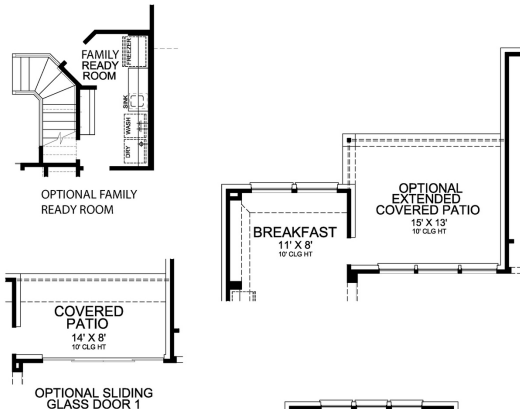 FAMILY
READY
ROOM
FREEZER
SINK
WASH
DRY
OPTIONAL FAMILY
READY ROOM
OPTIONAL
EXTENDED
COVERED PATIO
15' X 13'
10' CLG HT
BREAKFAST
11' X 8'
10' CLG HT
COVERED
PATIO
14' X 8'
10' CLG HT
OPTIONAL SLIDING
GLASS DOOR 1